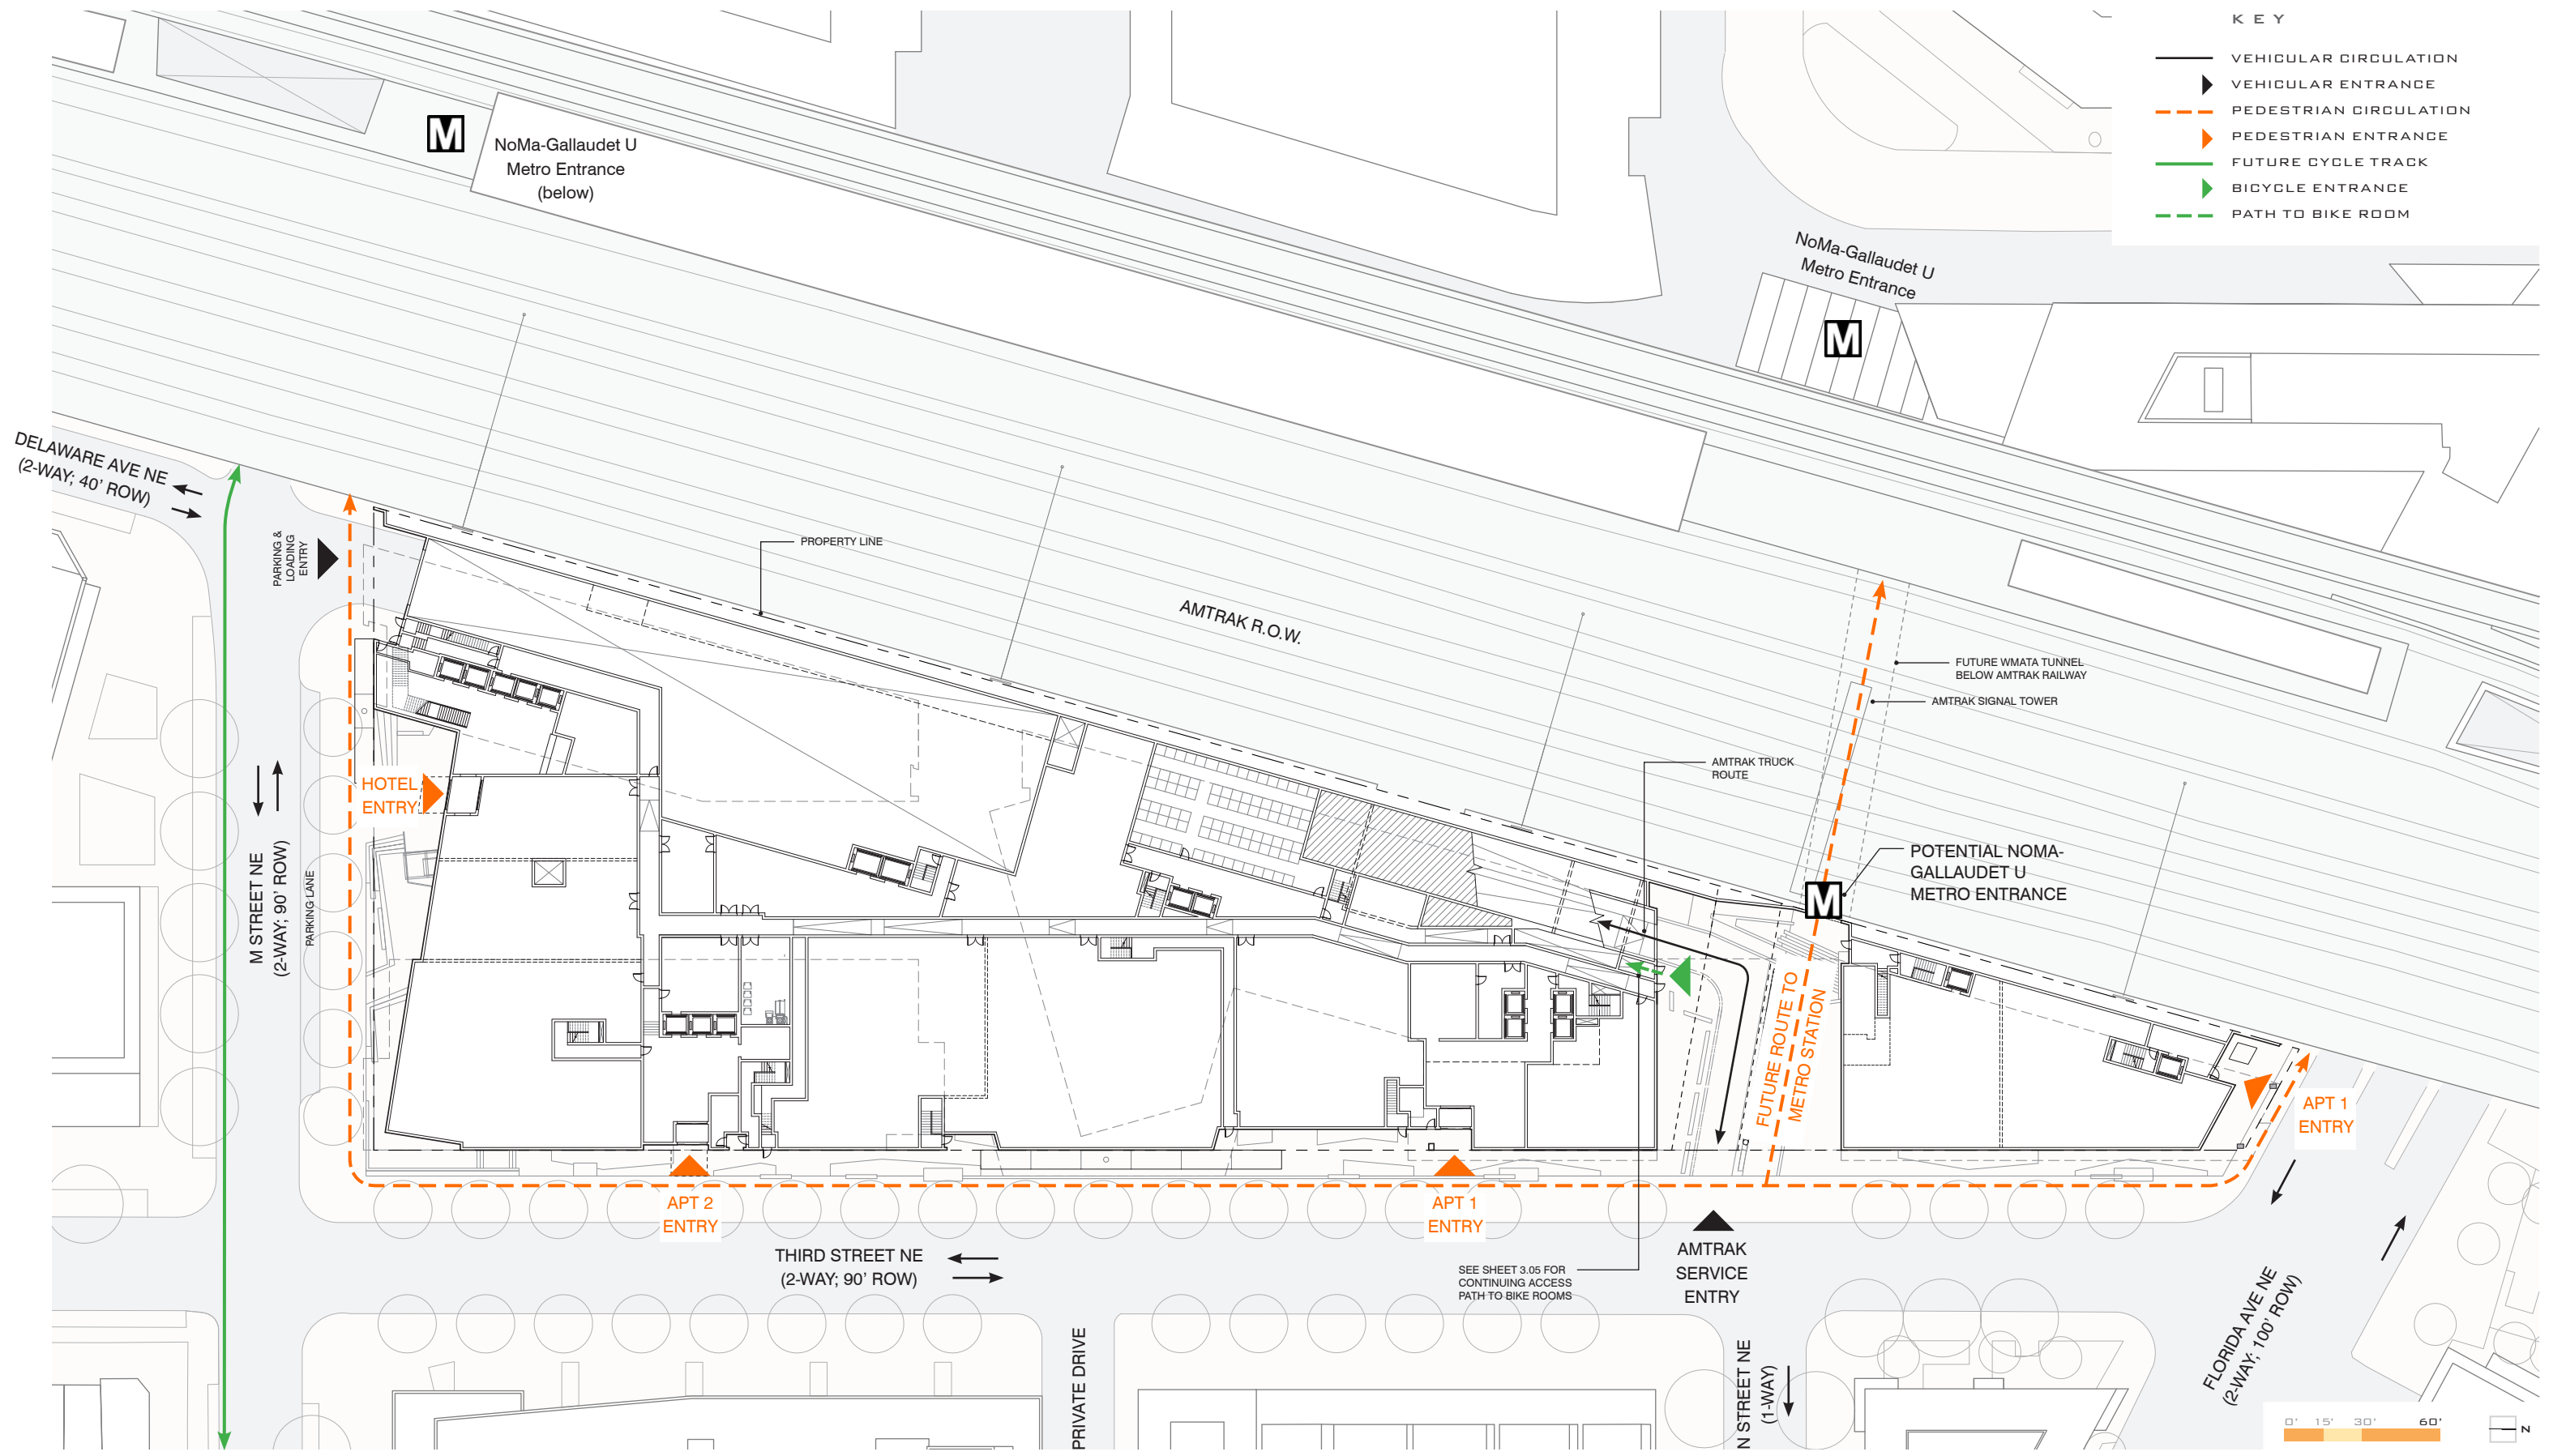 KEY
VEHICULAR CIRCULATION
VEHICULAR ENTRANCE
PEDESTRIAN CIRCULATION
PEDESTRIAN ENTRANCE
FUTURE CYCLE TRACK
BICYCLE ENTRANCE
PATH TO BIKE ROOM
M
NoMa-Gallaudet U
Metro Entrance
(below)
NoMa-Gallaudet U
Metro Entrance
M
DELAWARE AVE NE
(2-WAY; 40' ROW)
PARKING &
LOADING
ENTRY
PROPERTY LINE
AMTRAK R.O.W.
FUTURE WMATA TUNNEL
BELOW AMTRAK RAILWAY
AMTRAK SIGNAL TOWER
AMTRAK TRUCK
ROUTE
HOTEL
ENTRY
M STREET NE
(2-WAY; 90' ROW)
PARKING LANE
M
POTENTIAL NOMA-
GALLAUDET U
METRO ENTRANCE
FUTURE ROUTE TO
METRO STATION
APT 1
ENTRY
APT 2
ENTRY
APT 1
ENTRY
THIRD STREET NE
(2-WAY; 90' ROW)
SEE SHEET 3.05 FOR
CONTINUING ACCESS
PATH TO BIKE ROOMS
AMTRAK
SERVICE
ENTRY
PRIVATE DRIVE
N STREET NE
(1-WAY)
FLORIDA AVE NE
(2-WAY; 100' ROW)
0' 15' 30' 60'
N